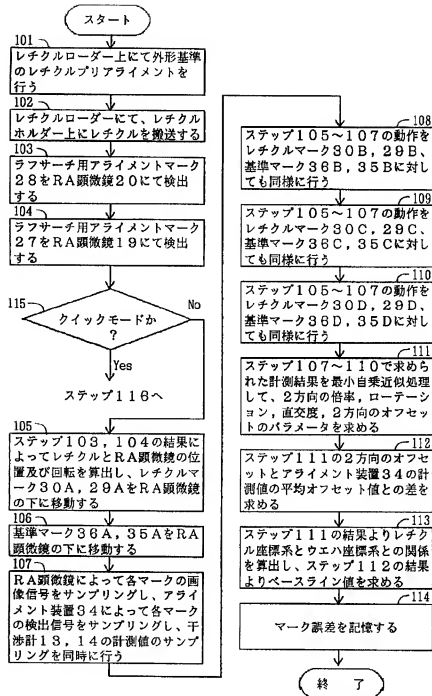 スタート
101
レチクルローダー上にて外形基準
のレチクルプリアライメントを
行う
102
レチクルローダーにて、レチクル
ホルダー上にレチクルを搬送する
103
ラフサーチ用アライメントマーク
28をRA顕微鏡20にて検出
する
104
ラフサーチ用アライメントマーク
27をRA顕微鏡19にて検出
する
115
クイックモードか
?
No
Yes
ステップ116へ
105
ステップ103,104の結果に
よってレチクルとRA顕微鏡の位置
及び回転を算出し、レチクルマー
ク30A,29AをRA顕微鏡
の下に移動する
106
基準マーク36A,35AをRA
顕微鏡の下に移動する
107
RA顕微鏡によって各マークの画
像信号をサンプリングし、アライ
メント装置34によって各マーク
の検出信号をサンプリングし、干
渉計13,14の計測値のサンプ
リングを同時に行う
108
ステップ105〜107の動作を
レチクルマーク30B,29B、
基準マーク36B,35Bに対し
ても同様に行う
109
ステップ105〜107の動作を
レチクルマーク30C,29C、
基準マーク36C,35Cに対し
ても同様に行う
110
ステップ105〜107の動作を
レチクルマーク30D,29D、
基準マーク36D,35Dに対し
ても同様に行う
111
ステップ107〜110で求められ
た計測結果を最小自乗近似処理
して、2方向の倍率,ローテーシ
ョン,直交度,2方向のオフセッ
トのパラメータを求める
112
ステップ111の2方向のオフセ
ットとアライメント装置34の計
測値の平均オフセット値との差を
求める
113
ステップ111の結果よりレチク
ル座標系とウエハ座標系との関係
を算出し、ステップ112の結果
よりベースライン値を求める
114
マーク誤差を記憶する
終 了